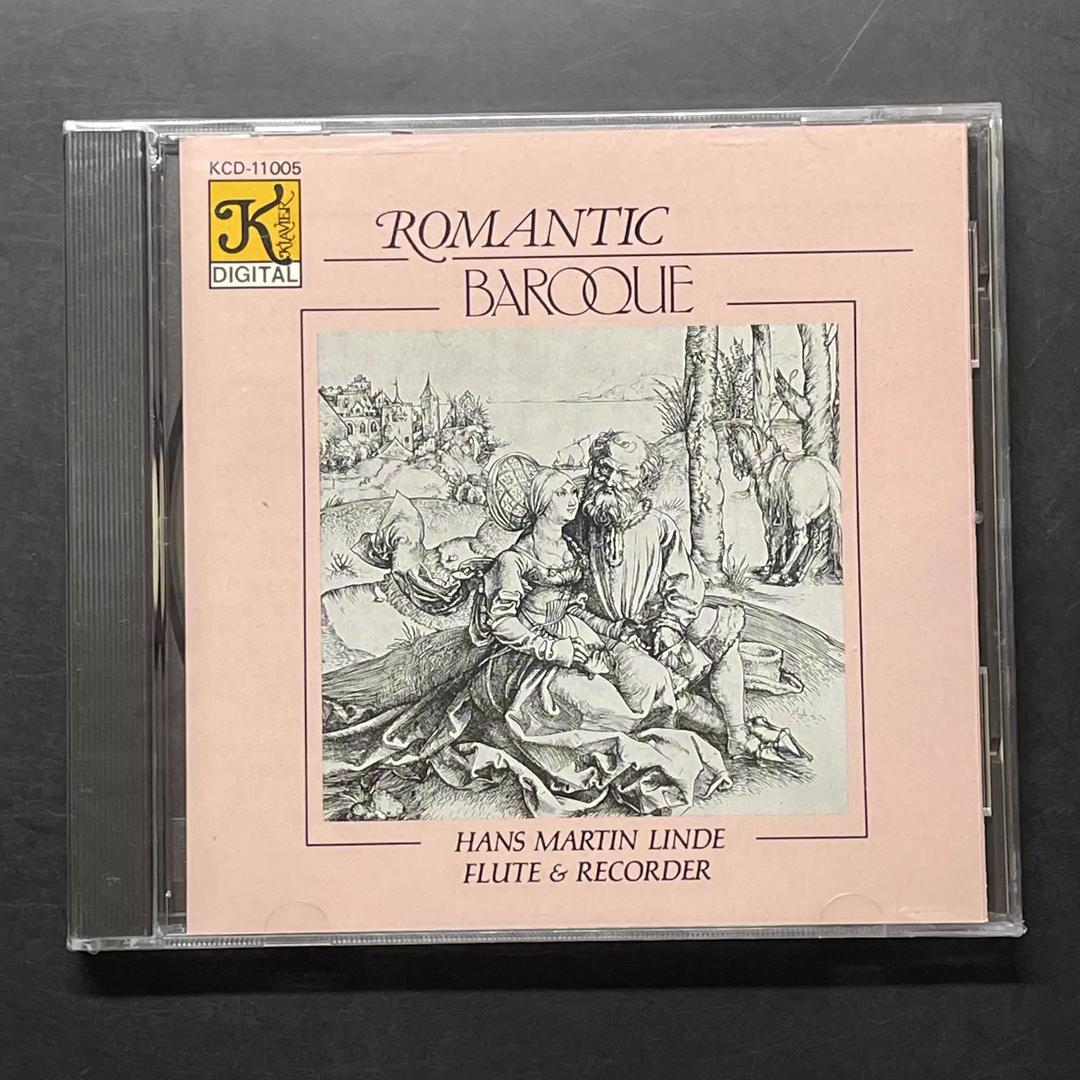 KCD-11005
K KLAVIER
DIGITAL
ROMANTIC
BAROQUE
HANS MARTIN LINDE
FLUTE & RECORDER